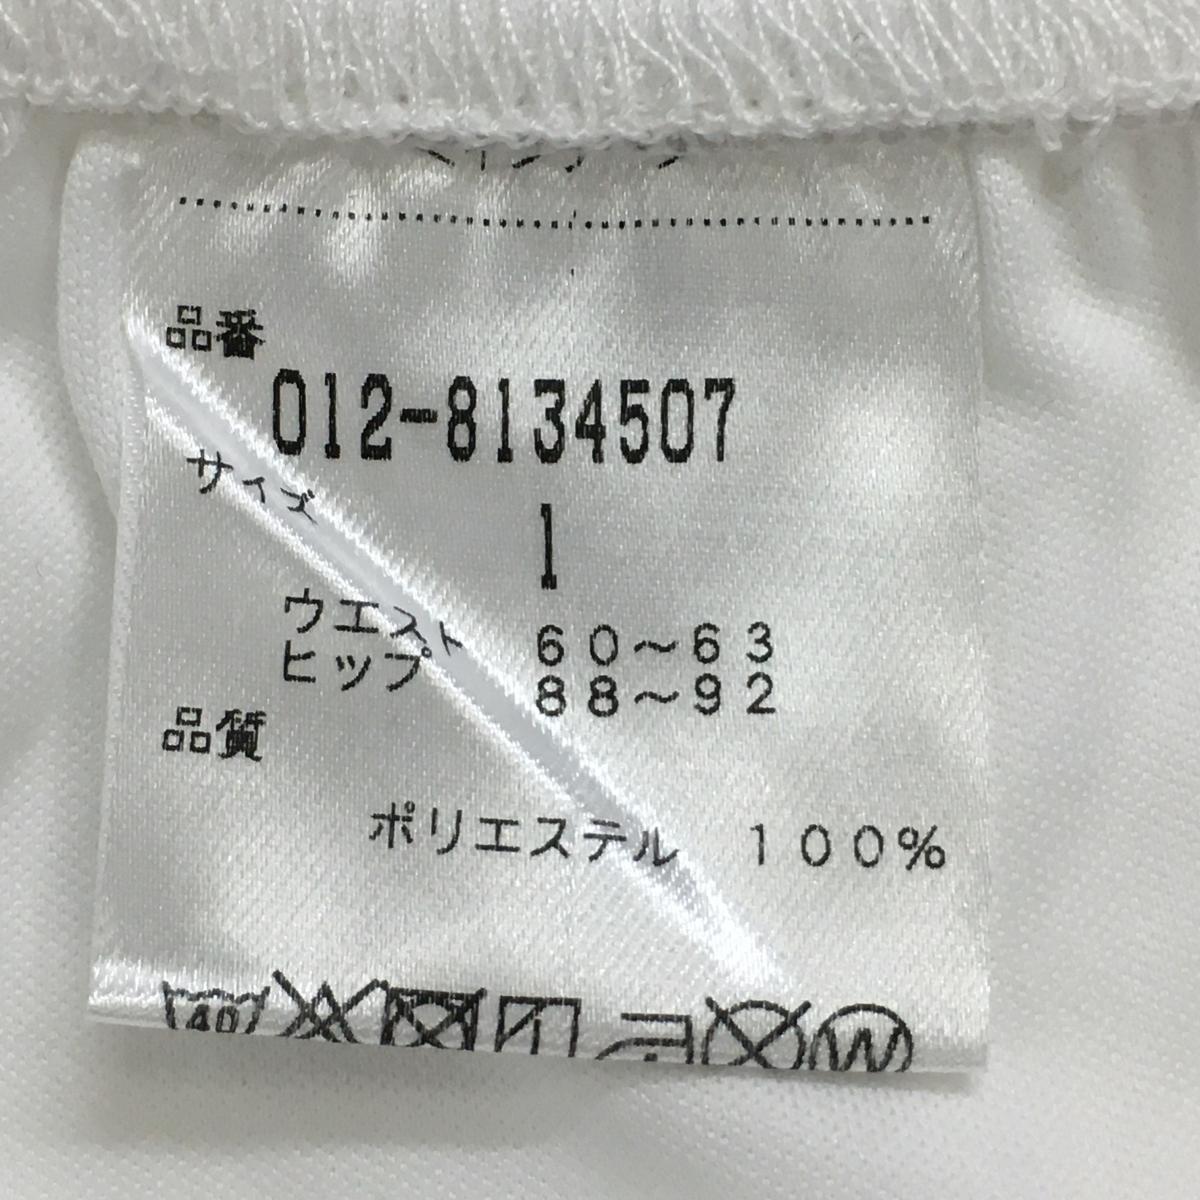 品番
012-8134507
サイズ
1
ウエスト 60～63
ヒップ 88～92
品質
ポリエステル 100%
40 W